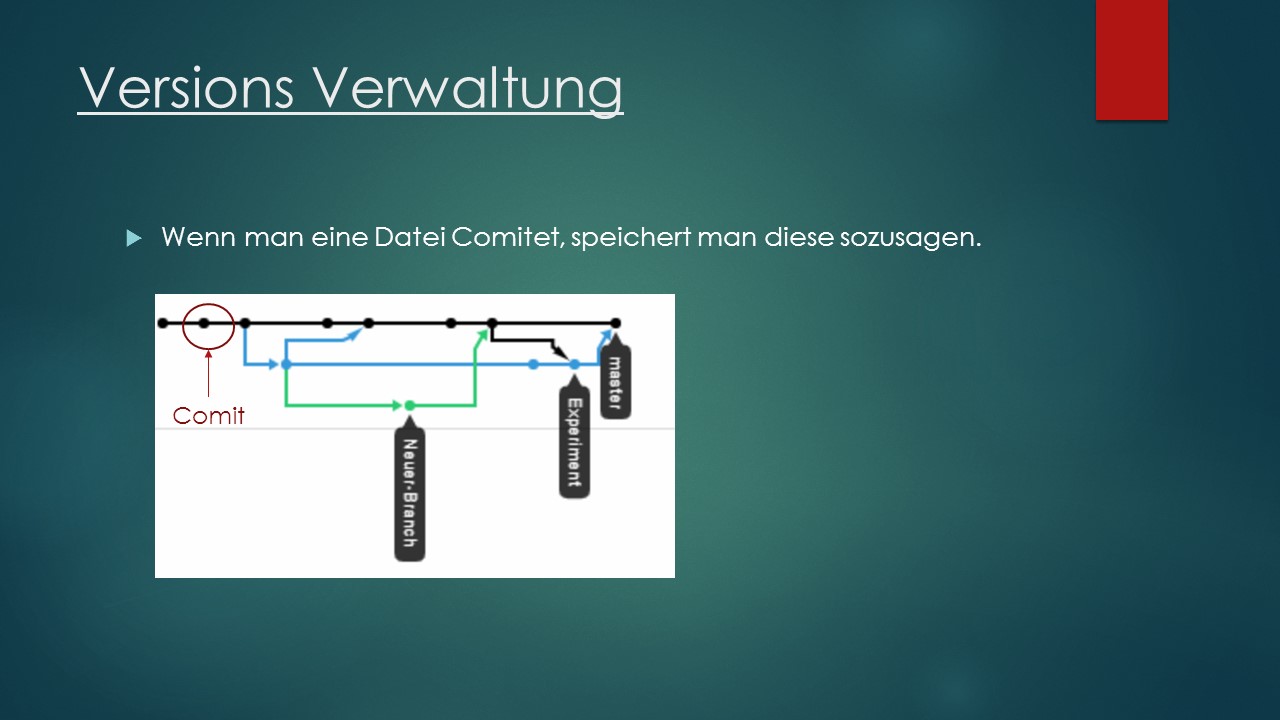 Versions Verwaltung
Wenn man eine Datei Comitet, speichert man diese sozusagen.
Comit
Neuer-Branch
Experiment
master